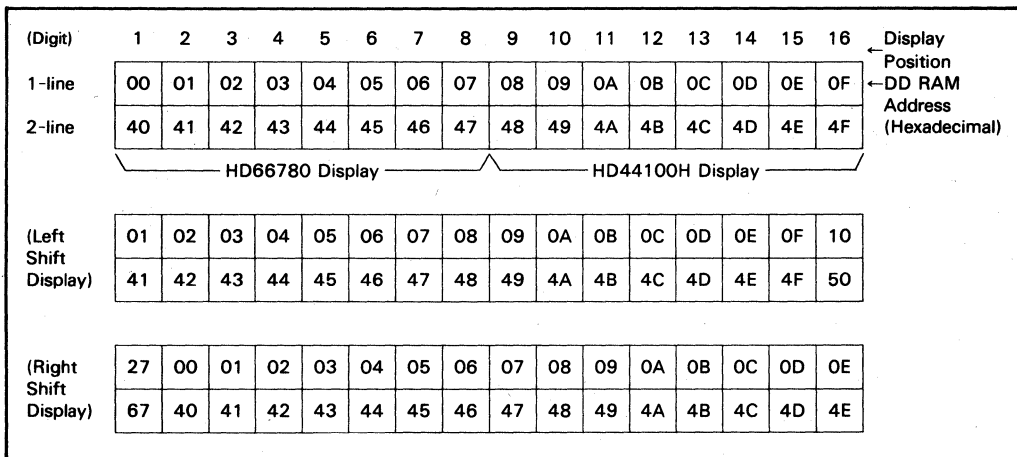 (Digit) 1 2 3 4 5 6 7 8 9 10 11 12 13 14 15 16 ← Display Position
1-line 00 01 02 03 04 05 06 07 08 09 0A 0B 0C 0D 0E 0F ← DD RAM Address (Hexadecimal)
2-line 40 41 42 43 44 45 46 47 48 49 4A 4B 4C 4D 4E 4F
HD66780 Display HD44100H Display
(Left Shift Display) 01 02 03 04 05 06 07 08 09 0A 0B 0C 0D 0E 0F 10
41 42 43 44 45 46 47 48 49 4A 4B 4C 4D 4E 4F 50
(Right Shift Display) 27 00 01 02 03 04 05 06 07 08 09 0A 0B 0C 0D 0E
67 40 41 42 43 44 45 46 47 48 49 4A 4B 4C 4D 4E